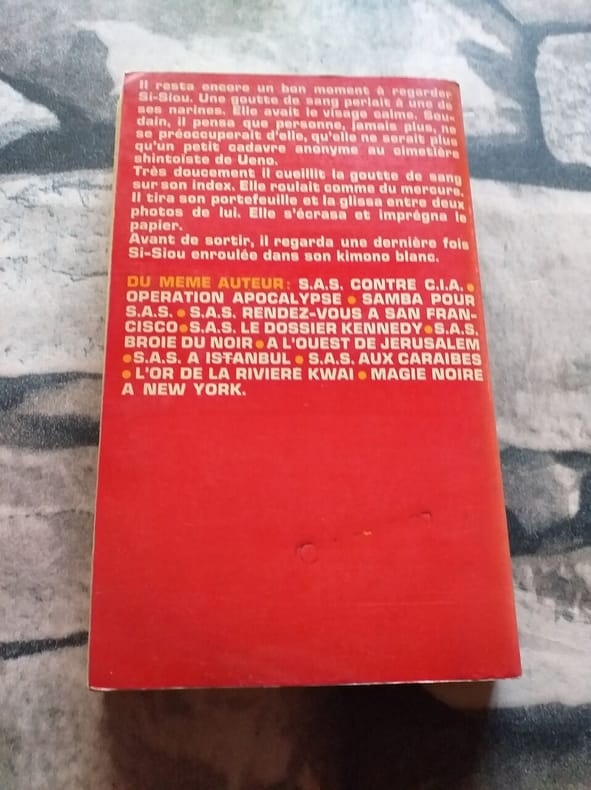 Il resta encore un bon moment à regarder
Si-Siou. Une goutte de sang perlait à une de
ses narines. Elle avait le visage calme. Sou-
dain, il pensa que personne, jamais plus, ne
se préoccuperait d'elle, qu'elle ne serait plus
qu'un petit cadavre anonyme au cimetière
shintoïste de Ueno.
Très doucement il cueillit la goutte de sang
sur son index. Elle roulait comme du mercure.
Il tira son portefeuille et la glissa entre deux
photos de lui. Elle s'écrasa et imprégna le
papier.
Avant de sortir, il regarda une dernière fois
Si-Siou enroulée dans son kimono blanc.
DU MEME AUTEUR: S.A.S. CONTRE C.I.A. •
OPERATION APOCALYPSE • SAMBA POUR
S.A.S. • S.A.S. RENDEZ-VOUS A SAN FRAN-
CISCO • S.A.S. LE DOSSIER KENNEDY • S.A.S.
BROIE DU NOIR • A L'OUEST DE JERUSALEM
• S.A.S. A ISTANBUL • S.A.S. AUX CARAIBES
• L'OR DE LA RIVIERE KWAI • MAGIE NOIRE
A NEW YORK.